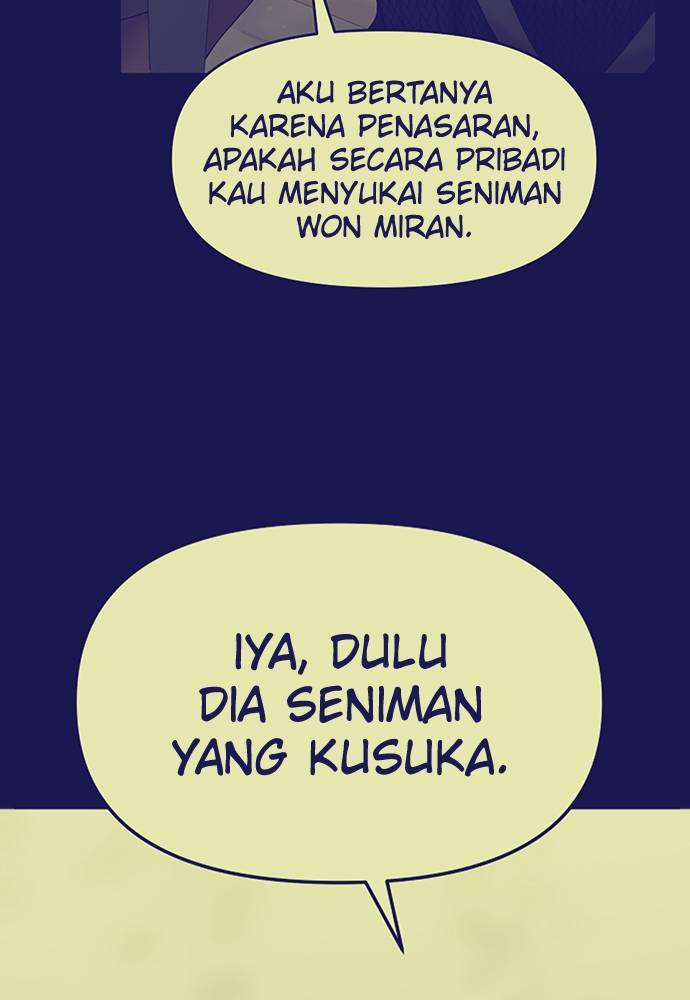 AKU BERTANYA
KARENA PENASARAN,
APAKAH SECARA PRIBADI
KAU MENYUKAI SENIMAN
WON MIRAN.
IYA, DULU
DIA SENIMAN
YANG KUSUKA.